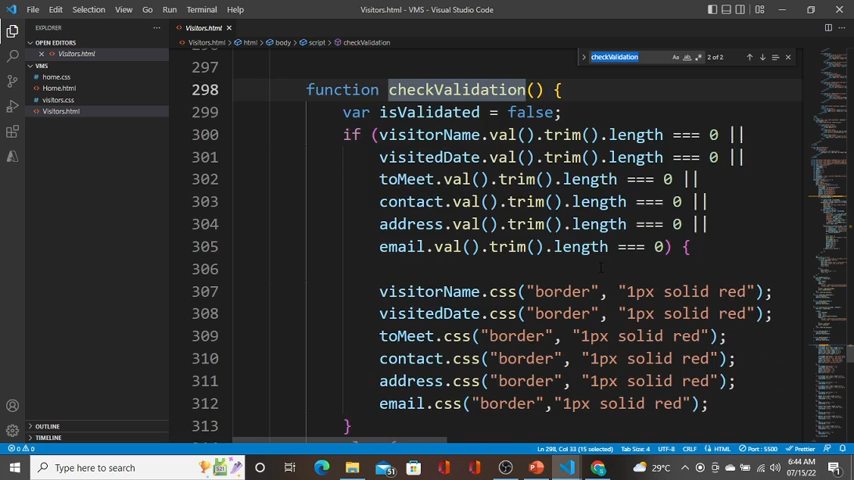 File Edit Selection View Go Run Terminal Help
Visitors.html - VMS - Visual Studio Code
EXPLORER
OPEN EDITORS
Visitors.html
VMS
home.css
Home.html
visitors.css
Visitors.html
OUTLINE
TIMELINE
Visitors.html
Visitors.html > html > body > script > checkValidation
checkValidation Aa 2 of 2
297
298 function checkValidation() {
299 var isValidated = false;
300 if (visitorName.val().trim().length === 0 ||
301 visitedDate.val().trim().length === 0 ||
302 toMeet.val().trim().length === 0 ||
303 contact.val().trim().length === 0 ||
304 address.val().trim().length === 0 ||
305 email.val().trim().length === 0) {
306
307 visitorName.css("border", "1px solid red");
308 visitedDate.css("border", "1px solid red");
309 toMeet.css("border", "1px solid red");
310 contact.css("border", "1px solid red");
311 address.css("border", "1px solid red");
312 email.css("border","1px solid red");
313 }
0 0
Ln 298, Col 33 (15 selected) Tab Size: 4 UTF-8 CRLF HTML Port : 5500 Prettier
Type here to search
51
29°C
6:44 AM
07/15/22